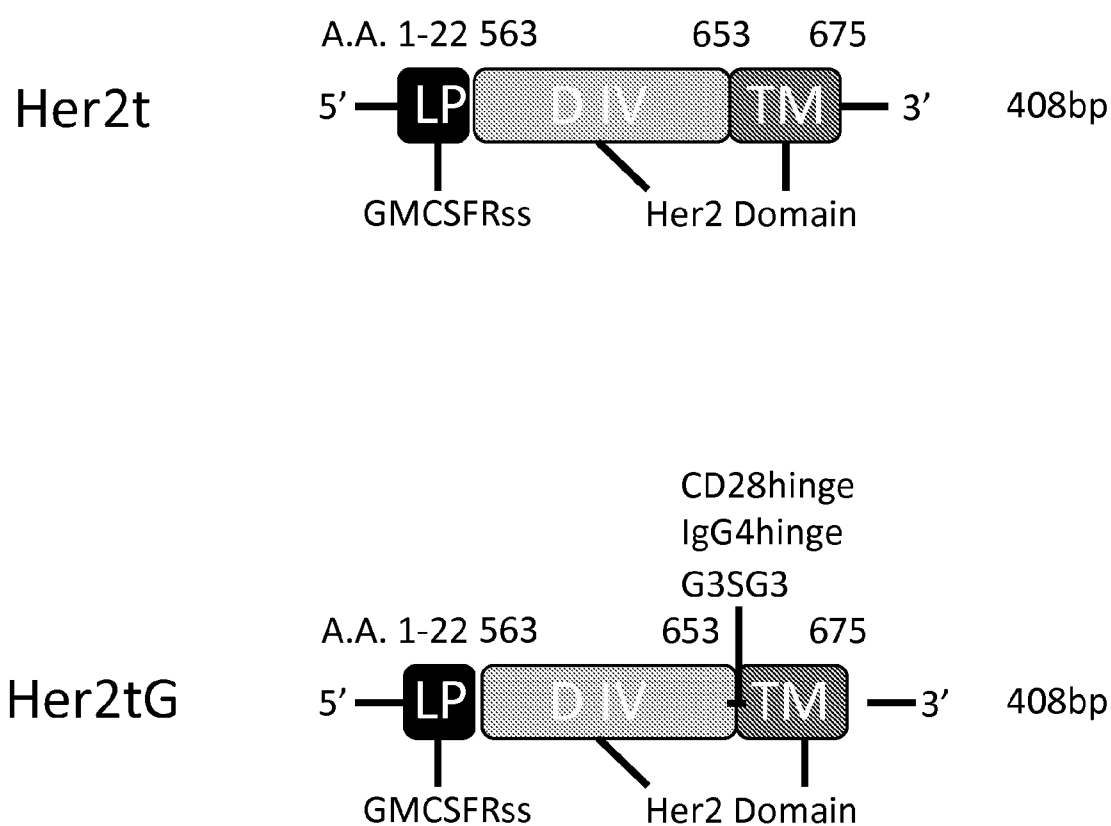 A.A. 1-22 563 653 675
Her2t 5’ LP D IV TM 3’ 408bp
GMCSFRss Her2 Domain
CD28hinge
IgG4hinge
G3SG3
A.A. 1-22 563 653 675
Her2tG 5’ LP D IV TM 3’ 408bp
GMCSFRss Her2 Domain